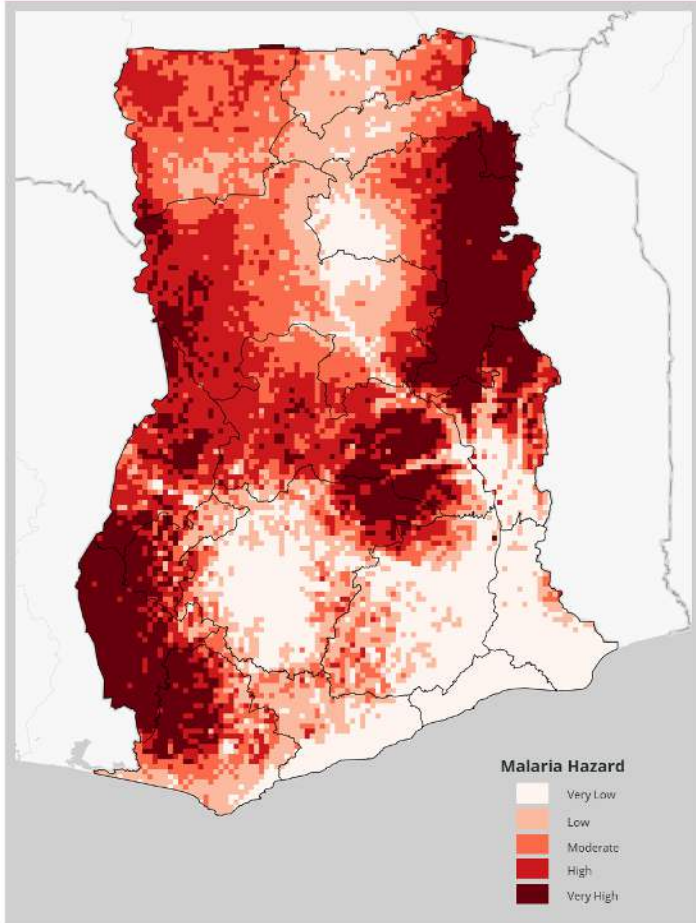 Malaria Hazard
Very Low
Low
Moderate
High
Very High